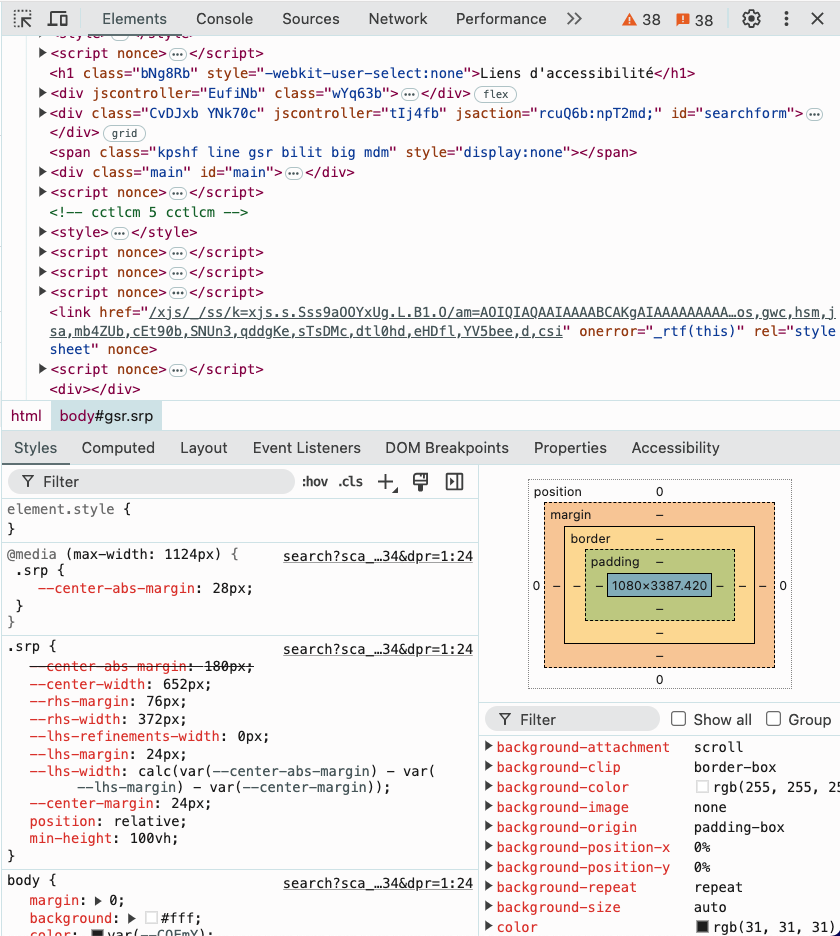 Elements Console Sources Network Performance 38 38
<style> … </style>
<script nonce> … </script>
<h1 class="bNg8Rb" style="-webkit-user-select:none">Liens d'accessibilité</h1>
<div jscontroller="EufiNb" class="wYq63b"> … </div> flex
<div class="CvDJxb YNk70c" jscontroller="tIj4fb" jsaction="rcuQ6b:npT2md;" id="searchform"> …
</div> grid
<span class="kpshf line gsr bilit big mdm" style="display:none"></span>
<div class="main" id="main"> … </div>
<script nonce> … </script>
<!-- cctlcm 5 cctlcm -->
<style> … </style>
<script nonce> … </script>
<script nonce> … </script>
<script nonce> … </script>
<link href="/xjs/_/ss/k=xjs.s.Sss9aOOYxUg.L.B1.O/am=AOIQIAQAAIAAAABCAKgAIAAAAAAAAA…os,gwc,hsm,j
sa,mb4ZUb,cEt90b,SNUn3,qddgKe,sTsDMc,dtl0hd,eHDfl,YV5bee,d,csi" onerror="_rtf(this)" rel="style
sheet" nonce>
<script nonce> … </script>
<div></div>
html body#gsr.srp
Styles Computed Layout Event Listeners DOM Breakpoints Properties Accessibility
Filter :hov .cls
element.style {
}
@media (max-width: 1124px) { search?sca_…34&dpr=1:24
.srp {
--center-abs-margin: 28px;
}
}
.srp { search?sca_…34&dpr=1:24
--center-abs-margin: 180px;
--center-width: 652px;
--rhs-margin: 76px;
--rhs-width: 372px;
--lhs-refinements-width: 0px;
--lhs-margin: 24px;
--lhs-width: calc(var(--center-abs-margin) - var(
--lhs-margin) - var(--center-margin));
--center-margin: 24px;
position: relative;
min-height: 100vh;
}
body { search?sca_…34&dpr=1:24
margin: 0;
background: #fff;
color: var(--COEmY);
position 0
margin –
border –
padding –
0 – – – 1080×3387.420 – – – 0
–
–
–
0
Filter Show all Group
background-attachment scroll
background-clip border-box
background-color rgb(255, 255, 25
background-image none
background-origin padding-box
background-position-x 0%
background-position-y 0%
background-repeat repeat
background-size auto
color rgb(31, 31, 31)